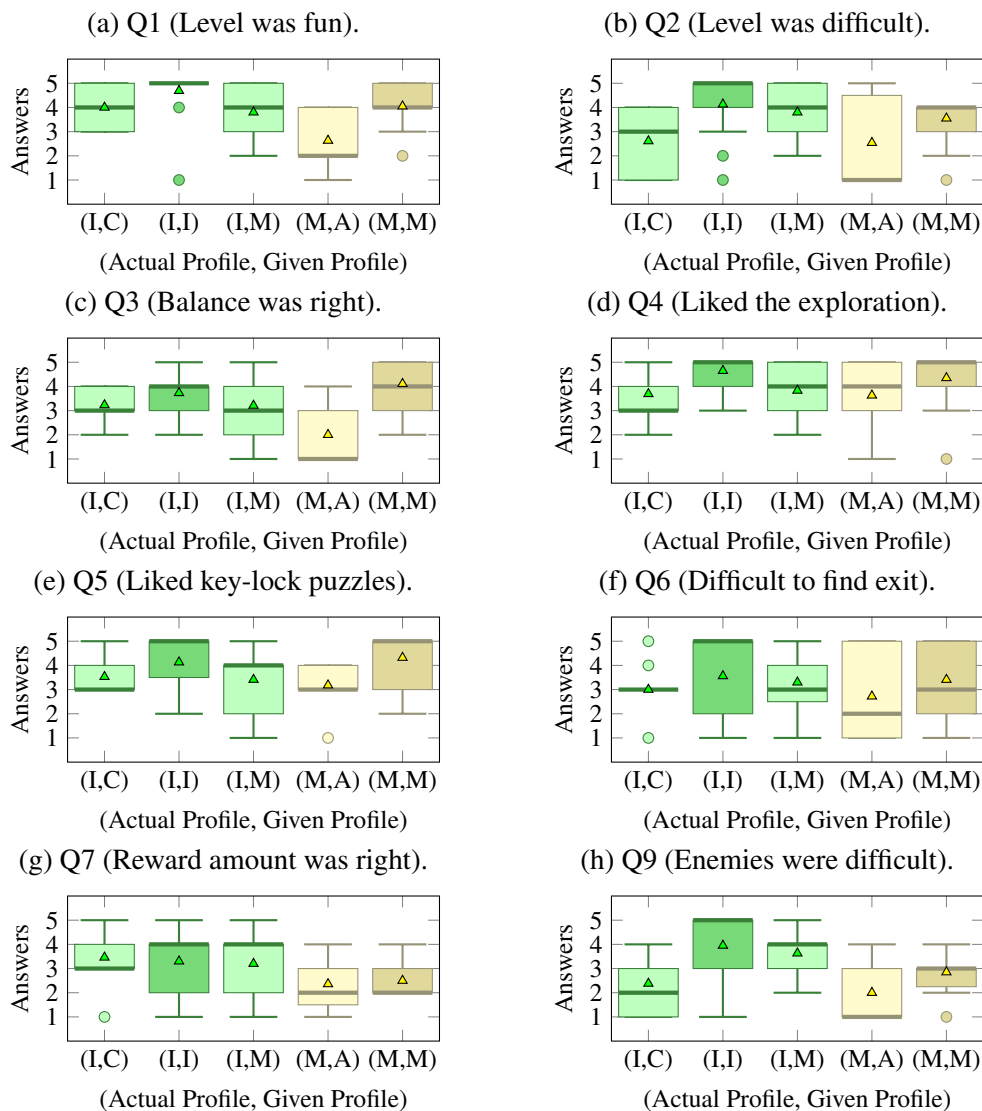 (a) Q1 (Level was fun).
5
4
3
2
1
Answers
(I,C) (I,I) (I,M) (M,A) (M,M)
(Actual Profile, Given Profile)
(b) Q2 (Level was difficult).
5
4
3
2
1
Answers
(I,C) (I,I) (I,M) (M,A) (M,M)
(Actual Profile, Given Profile)
(c) Q3 (Balance was right).
5
4
3
2
1
Answers
(I,C) (I,I) (I,M) (M,A) (M,M)
(Actual Profile, Given Profile)
(d) Q4 (Liked the exploration).
5
4
3
2
1
Answers
(I,C) (I,I) (I,M) (M,A) (M,M)
(Actual Profile, Given Profile)
(e) Q5 (Liked key-lock puzzles).
5
4
3
2
1
Answers
(I,C) (I,I) (I,M) (M,A) (M,M)
(Actual Profile, Given Profile)
(f) Q6 (Difficult to find exit).
5
4
3
2
1
Answers
(I,C) (I,I) (I,M) (M,A) (M,M)
(Actual Profile, Given Profile)
(g) Q7 (Reward amount was right).
5
4
3
2
1
Answers
(I,C) (I,I) (I,M) (M,A) (M,M)
(Actual Profile, Given Profile)
(h) Q9 (Enemies were difficult).
5
4
3
2
1
Answers
(I,C) (I,I) (I,M) (M,A) (M,M)
(Actual Profile, Given Profile)